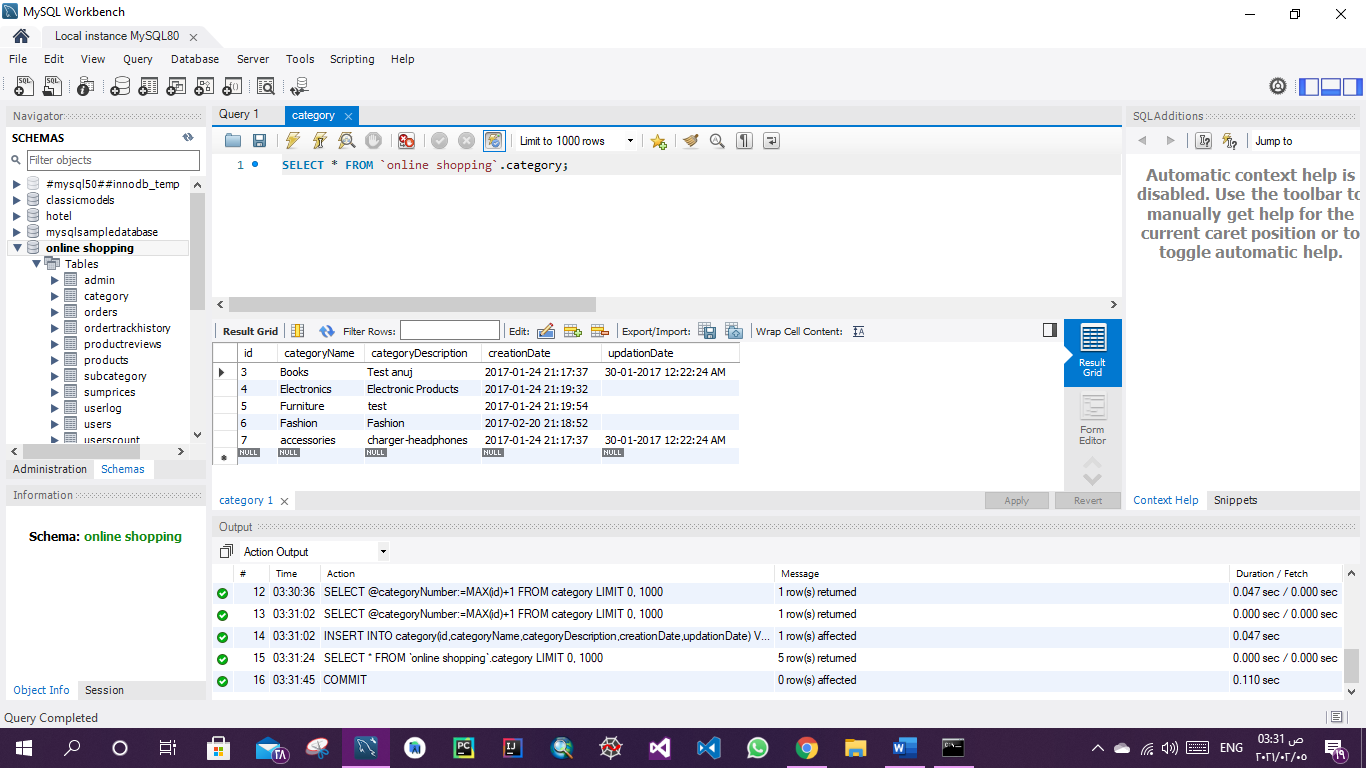 MySQL Workbench
Local instance MySQL80
File Edit View Query Database Server Tools Scripting Help
Navigator
SCHEMAS
Filter objects
#mysql50##innodb_temp
classicmodels
hotel
mysqlsampledatabase
online shopping
Tables
admin
category
orders
ordertrackhistory
productreviews
products
subcategory
sumprices
userlog
users
userscount
Administration Schemas
Information
Schema: online shopping
Object Info Session
Query 1 category
Limit to 1000 rows
1 SELECT * FROM `online shopping`.category;
Result Grid Filter Rows: Edit: Export/Import: Wrap Cell Content:
id categoryName categoryDescription creationDate updationDate
3 Books Test anuj 2017-01-24 21:17:37 30-01-2017 12:22:24 AM
4 Electronics Electronic Products 2017-01-24 21:19:32
5 Furniture test 2017-01-24 21:19:54
6 Fashion Fashion 2017-02-20 21:18:52
7 accessories charger-headphones 2017-01-24 21:17:37 30-01-2017 12:22:24 AM
NULL NULL NULL NULL NULL
Result
Grid
Form
Editor
category 1 Apply Revert
SQLAdditions
Jump to
Automatic context help is
disabled. Use the toolbar to
manually get help for the
current caret position or to
toggle automatic help.
Context Help Snippets
Output
Action Output
# Time Action Message Duration / Fetch
12 03:30:36 SELECT @categoryNumber:=MAX(id)+1 FROM category LIMIT 0, 1000 1 row(s) returned 0.047 sec / 0.000 sec
13 03:31:02 SELECT @categoryNumber:=MAX(id)+1 FROM category LIMIT 0, 1000 1 row(s) returned 0.000 sec / 0.000 sec
14 03:31:02 INSERT INTO category(id,categoryName,categoryDescription,creationDate,updationDate) V... 1 row(s) affected 0.047 sec
15 03:31:24 SELECT * FROM `online shopping`.category LIMIT 0, 1000 5 row(s) returned 0.000 sec / 0.000 sec
16 03:31:45 COMMIT 0 row(s) affected 0.110 sec
Query Completed
٢٨ PC IJ W ENG 03:31 ص
٢٠٢١/٠٢/٠٥
١٩